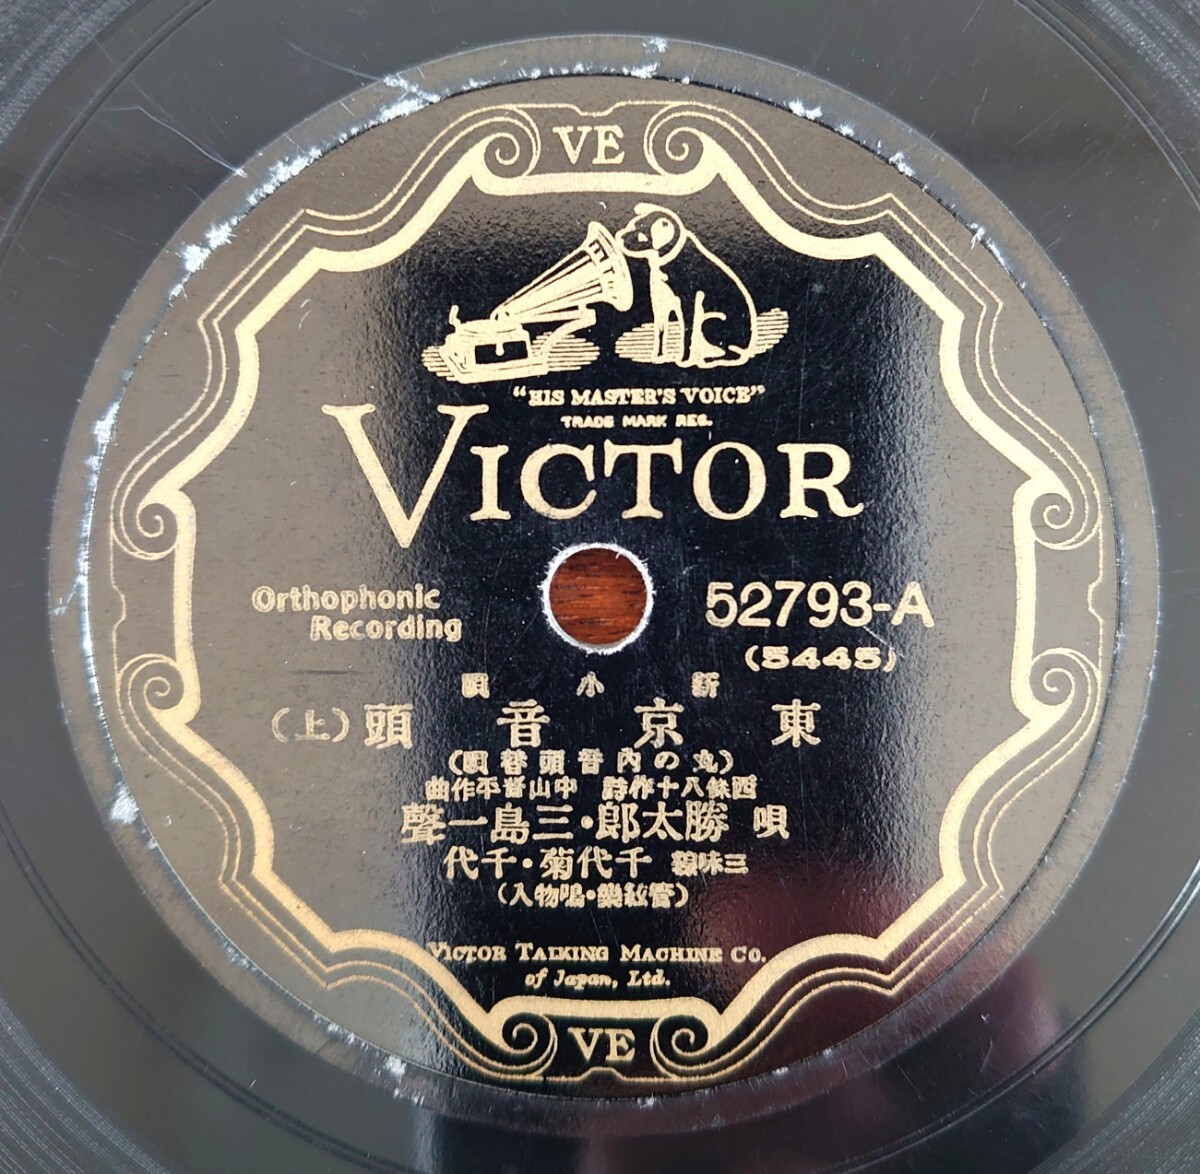 VE
"HIS MASTER'S VOICE"
TRADE MARK REG.
VICTOR
Orthophonic
Recording
52793-A
(5445)
新小唄
東京音頭(上)
(丸の内音頭替唄)
西條八十作詩 中山晋平作曲
唄 勝太郎・三島一聲
三味線 千代菊・千代
(管絃樂・鳴物入)
VICTOR TALKING MACHINE CO.
of Japan, Ltd.
VE